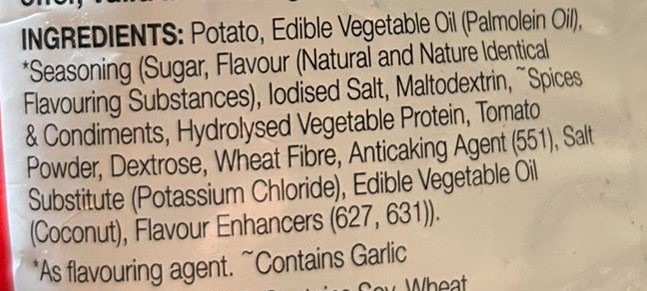 INGREDIENTS: Potato, Edible Vegetable Oil (Palmolein Oil),
*Seasoning (Sugar, Flavour (Natural and Nature Identical
Flavouring Substances), Iodised Salt, Maltodextrin, ~Spices
& Condiments, Hydrolysed Vegetable Protein, Tomato
Powder, Dextrose, Wheat Fibre, Anticaking Agent (551), Salt
Substitute (Potassium Chloride), Edible Vegetable Oil
(Coconut), Flavour Enhancers (627, 631)).
*As flavouring agent. ~Contains Garlic
Soy, Wheat